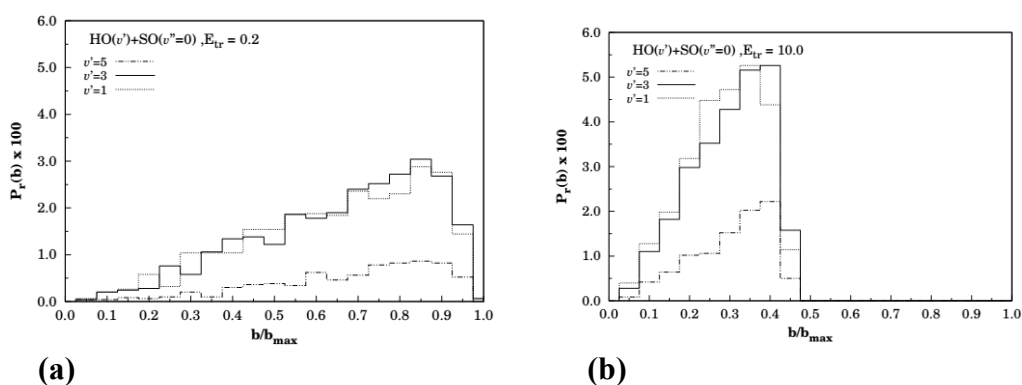 6.0
5.0
4.0
3.0
2.0
1.0
0.0
P_r(b) x 100
HO(v')+SO(v''=0) ,E_tr = 0.2
v'=5
v'=3
v'=1
0.0 0.1 0.2 0.3 0.4 0.5 0.6 0.7 0.8 0.9 1.0
b/b_max
(a)
6.0
5.0
4.0
3.0
2.0
1.0
0.0
P_r(b) x 100
HO(v')+SO(v''=0) ,E_tr = 10.0
v'=5
v'=3
v'=1
0.0 0.1 0.2 0.3 0.4 0.5 0.6 0.7 0.8 0.9 1.0
b/b_max
(b)